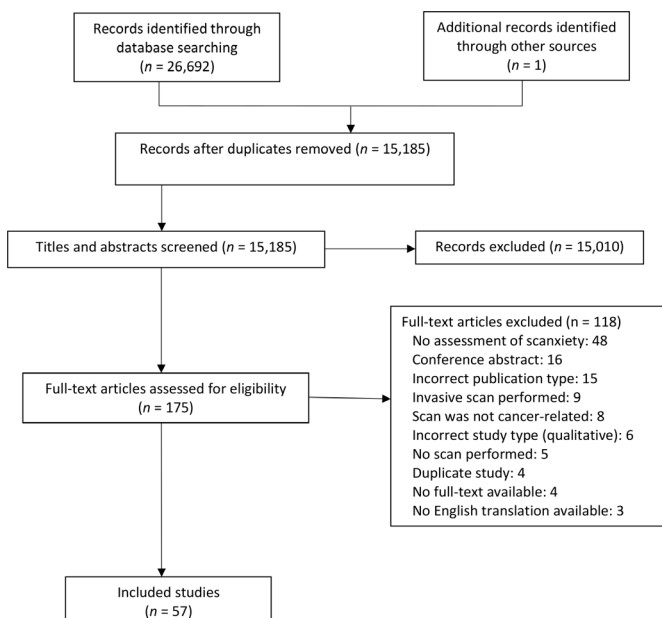 Records identified through
database searching
(n = 26,692)
Additional records identified
through other sources
(n = 1)
Records after duplicates removed (n = 15,185)
Titles and abstracts screened (n = 15,185)
Records excluded (n = 15,010)
Full-text articles assessed for eligibility
(n = 175)
Full-text articles excluded (n = 118)
No assessment of scanxiety: 48
Conference abstract: 16
Incorrect publication type: 15
Invasive scan performed: 9
Scan was not cancer-related: 8
Incorrect study type (qualitative): 6
No scan performed: 5
Duplicate study: 4
No full-text available: 4
No English translation available: 3
Included studies
(n = 57)